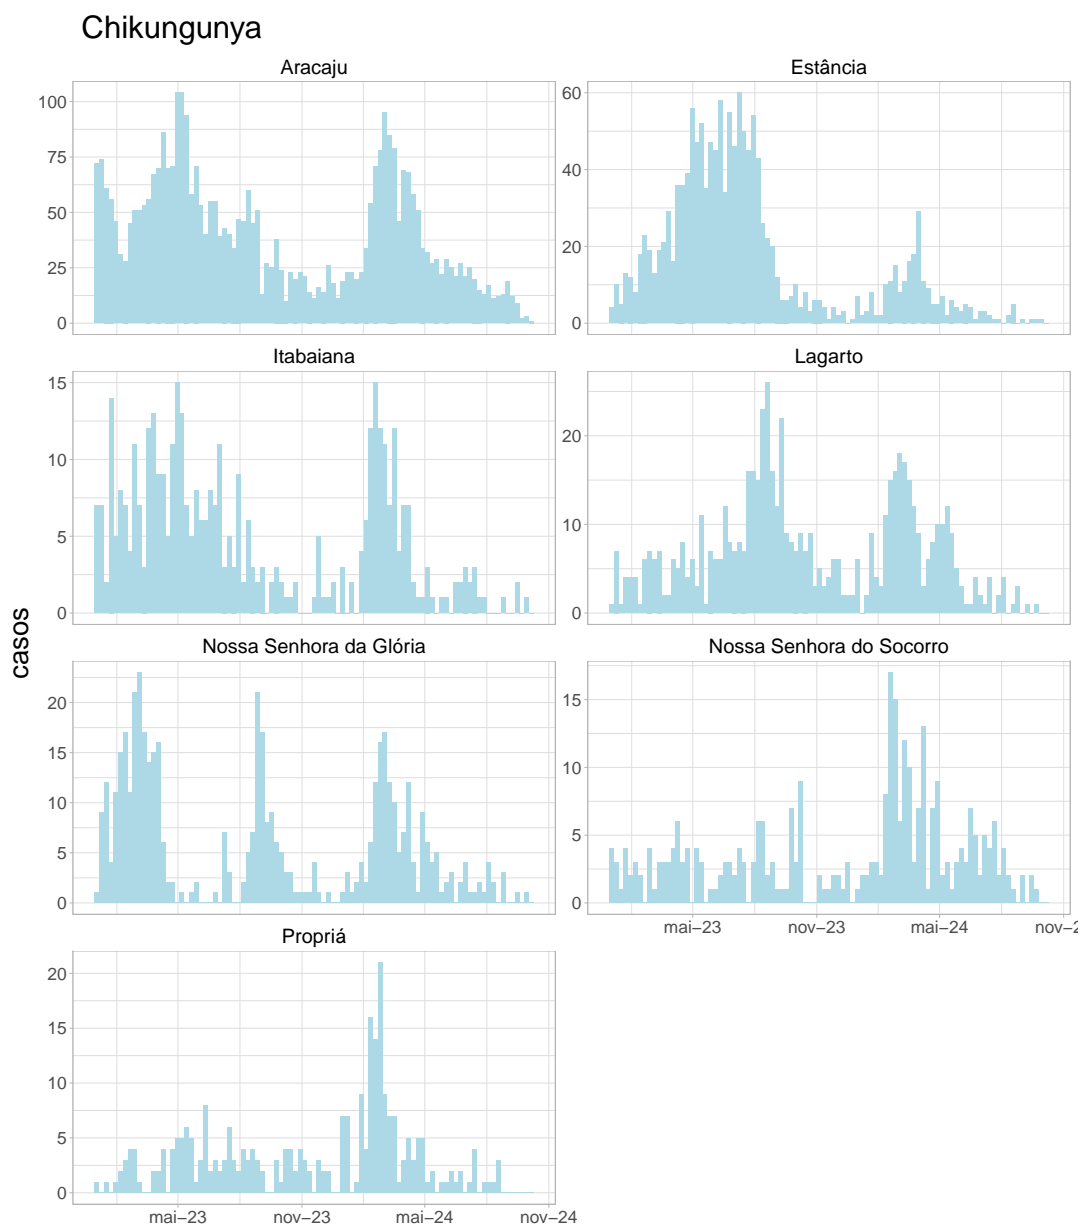 Chikungunya
Aracaju
Estância
100
75
50
25
0
60
40
20
0
Itabaiana
Lagarto
15
10
5
0
20
10
0
casos
Nossa Senhora da Glória
Nossa Senhora do Socorro
20
15
10
5
0
15
10
5
0
mai–23
nov–23
mai–24
nov–2
Propriá
20
15
10
5
0
mai–23
nov–23
mai–24
nov–24